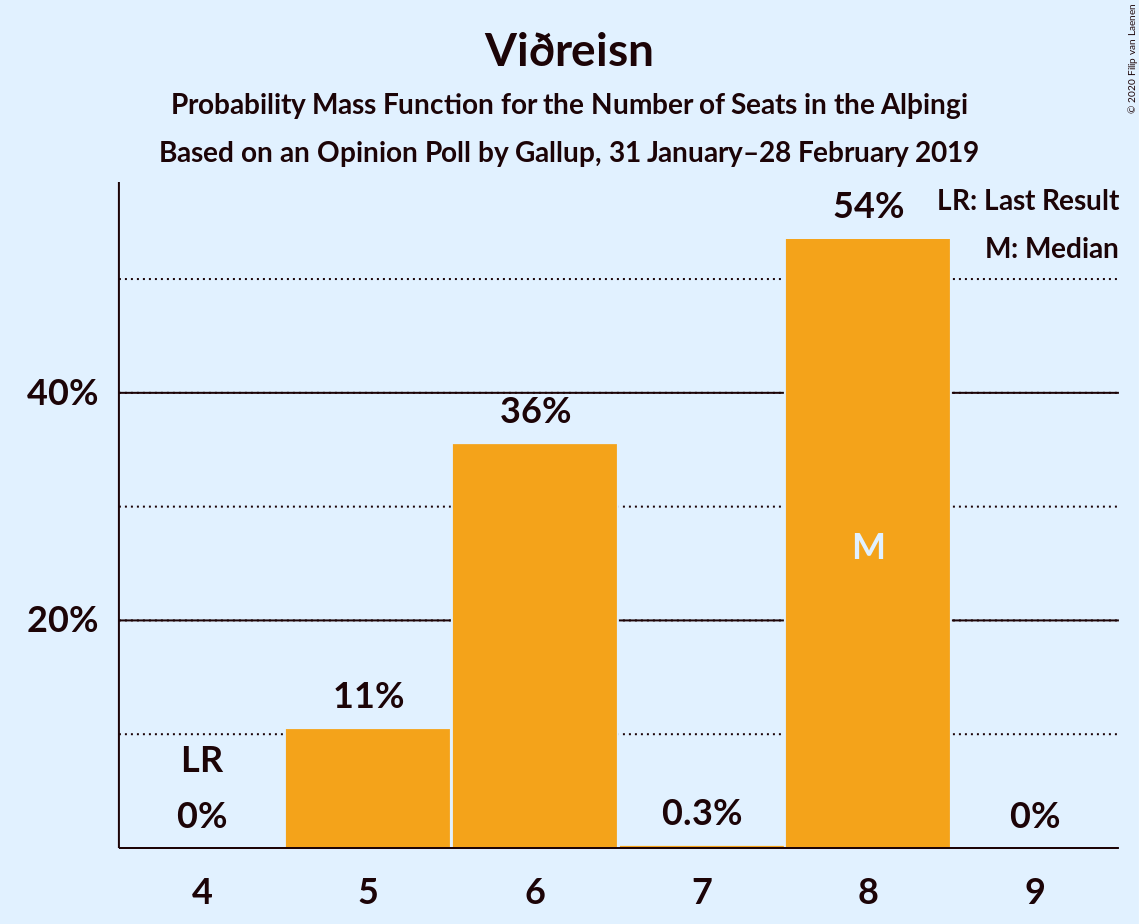 Viðreisn
Probability Mass Function for the Number of Seats in the Alþingi
Based on an Opinion Poll by Gallup, 31 January–28 February 2019
© 2020 Filip van Laenen
LR: Last Result
M: Median
54%
40%
36%
M
20%
11%
LR
0%
0.3%
0%
4 5 6 7 8 9